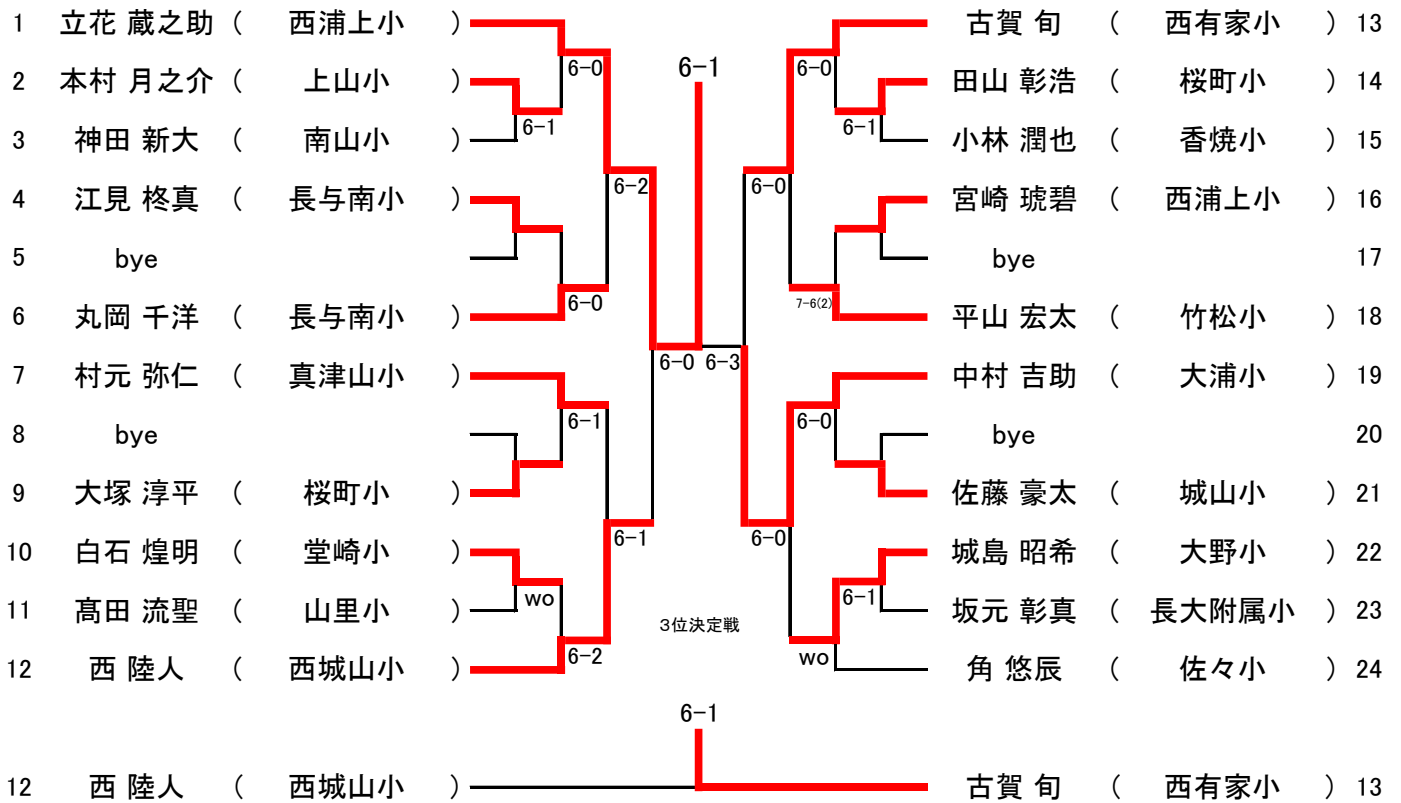 1 立花 蔵之助 ( 西浦上小 ) 古賀 旬 ( 西有家小 ) 13
6-0 6-1 6-0
2 本村 月之介 ( 上山小 ) 田山 彰浩 ( 桜町小 ) 14
6-1 6-1
3 神田 新大 ( 南山小 ) 小林 潤也 ( 香焼小 ) 15
6-2 6-0
4 江見 柊真 ( 長与南小 ) 宮崎 琥碧 ( 西浦上小 ) 16
5 bye bye 17
6-0 7-6(2)
6 丸岡 千洋 ( 長与南小 ) 平山 宏太 ( 竹松小 ) 18
6-0 6-3
7 村元 弥仁 ( 真津山小 ) 中村 吉助 ( 大浦小 ) 19
6-1 6-0
8 bye bye 20
9 大塚 淳平 ( 桜町小 ) 佐藤 豪太 ( 城山小 ) 21
6-1 6-0
10 白石 煌明 ( 堂崎小 ) 城島 昭希 ( 大野小 ) 22
wo 6-1
11 髙田 流聖 ( 山里小 ) 坂元 彰真 ( 長大附属小 ) 23
3位決定戦
6-2 wo
12 西 陸人 ( 西城山小 ) 角 悠辰 ( 佐々小 ) 24
6-1
12 西 陸人 ( 西城山小 ) 古賀 旬 ( 西有家小 ) 13